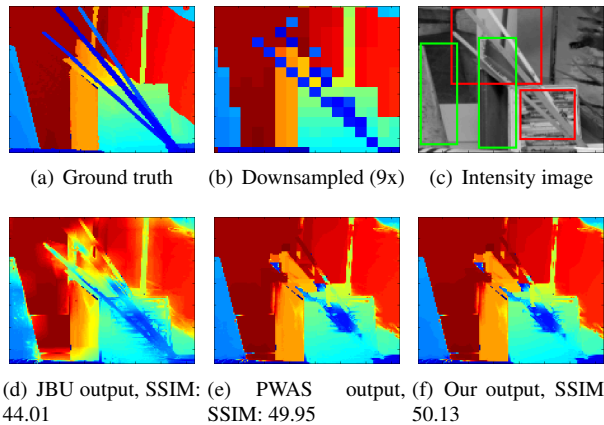 (a) Ground truth
(b) Downsampled (9x)
(c) Intensity image
(d) JBU output, SSIM:
44.01
(e) PWAS output,
SSIM: 49.95
(f) Our output, SSIM
50.13